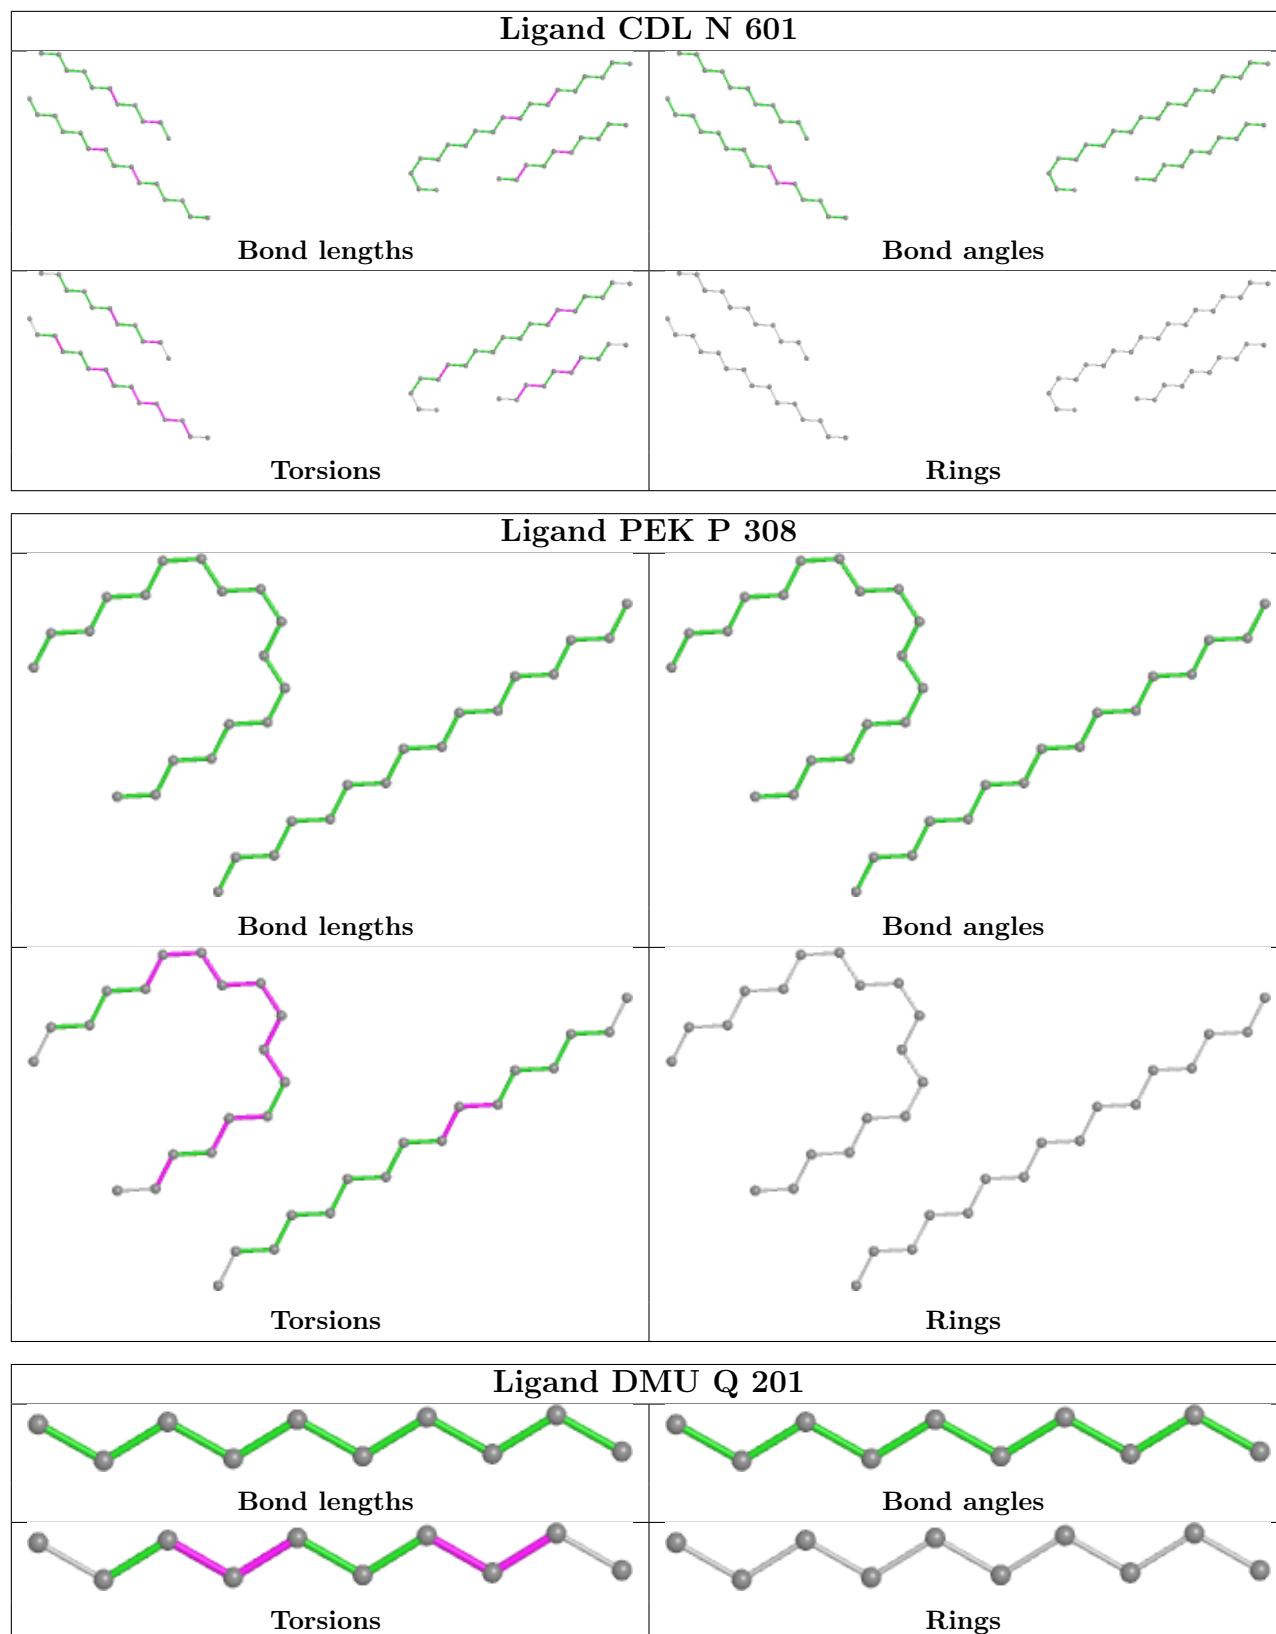 Ligand CDL N 601
Bond lengths
Bond angles
Torsions
Rings
Ligand PEK P 308
Bond lengths
Bond angles
Torsions
Rings
Ligand DMU Q 201
Bond lengths
Bond angles
Torsions
Rings